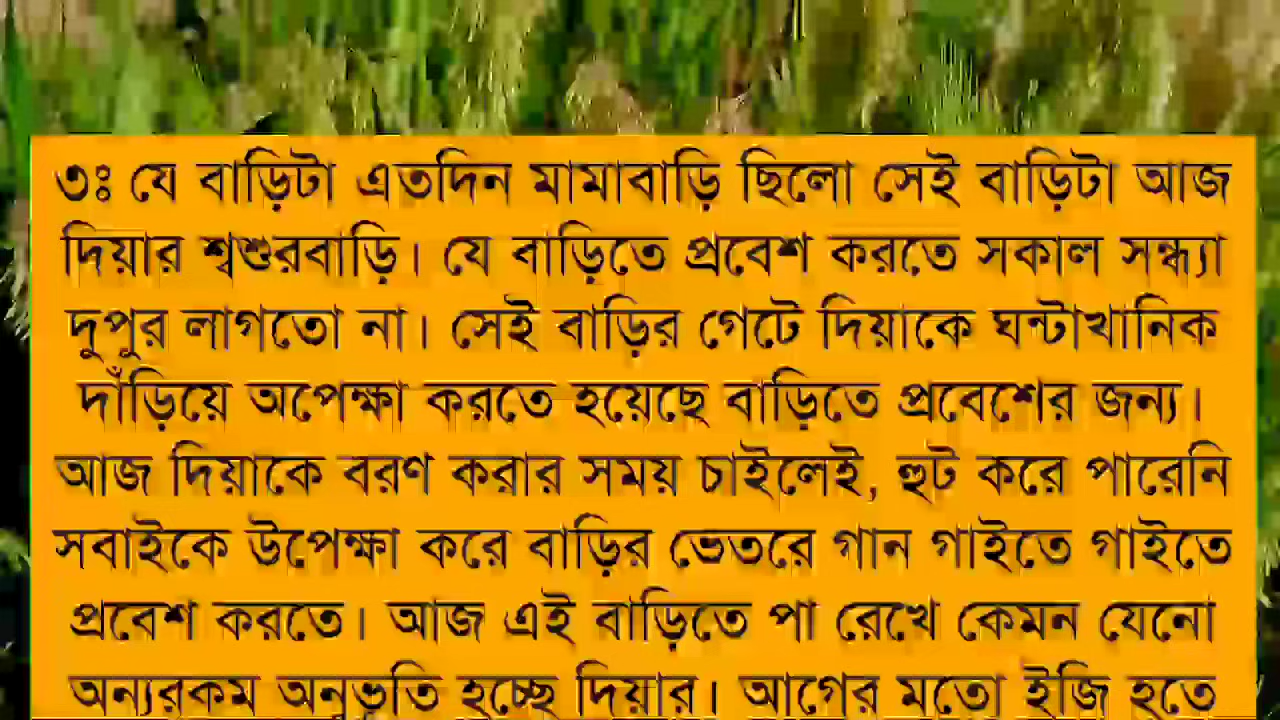 ৩ঃ যে বাড়িটা এতদিন মামাবাড়ি ছিলো সেই বাড়িটা আজ
দিয়ার শ্বশুরবাড়ি। যে বাড়িতে প্রবেশ করতে সকাল সন্ধ্যা
দুপুর লাগতো না। সেই বাড়ির গেটে দিয়াকে ঘন্টাখানিক
দাঁড়িয়ে অপেক্ষা করতে হয়েছে বাড়িতে প্রবেশের জন্য।
আজ দিয়াকে বরণ করার সময় চাইলেই, হুট করে পারেনি
সবাইকে উপেক্ষা করে বাড়ির ভেতরে গান গাইতে গাইতে
প্রবেশ করতে। আজ এই বাড়িতে পা রেখে কেমন যেনো
অন্যরকম অনুভূতি হচ্ছে দিয়ার। আগের মতো ইজি হতে